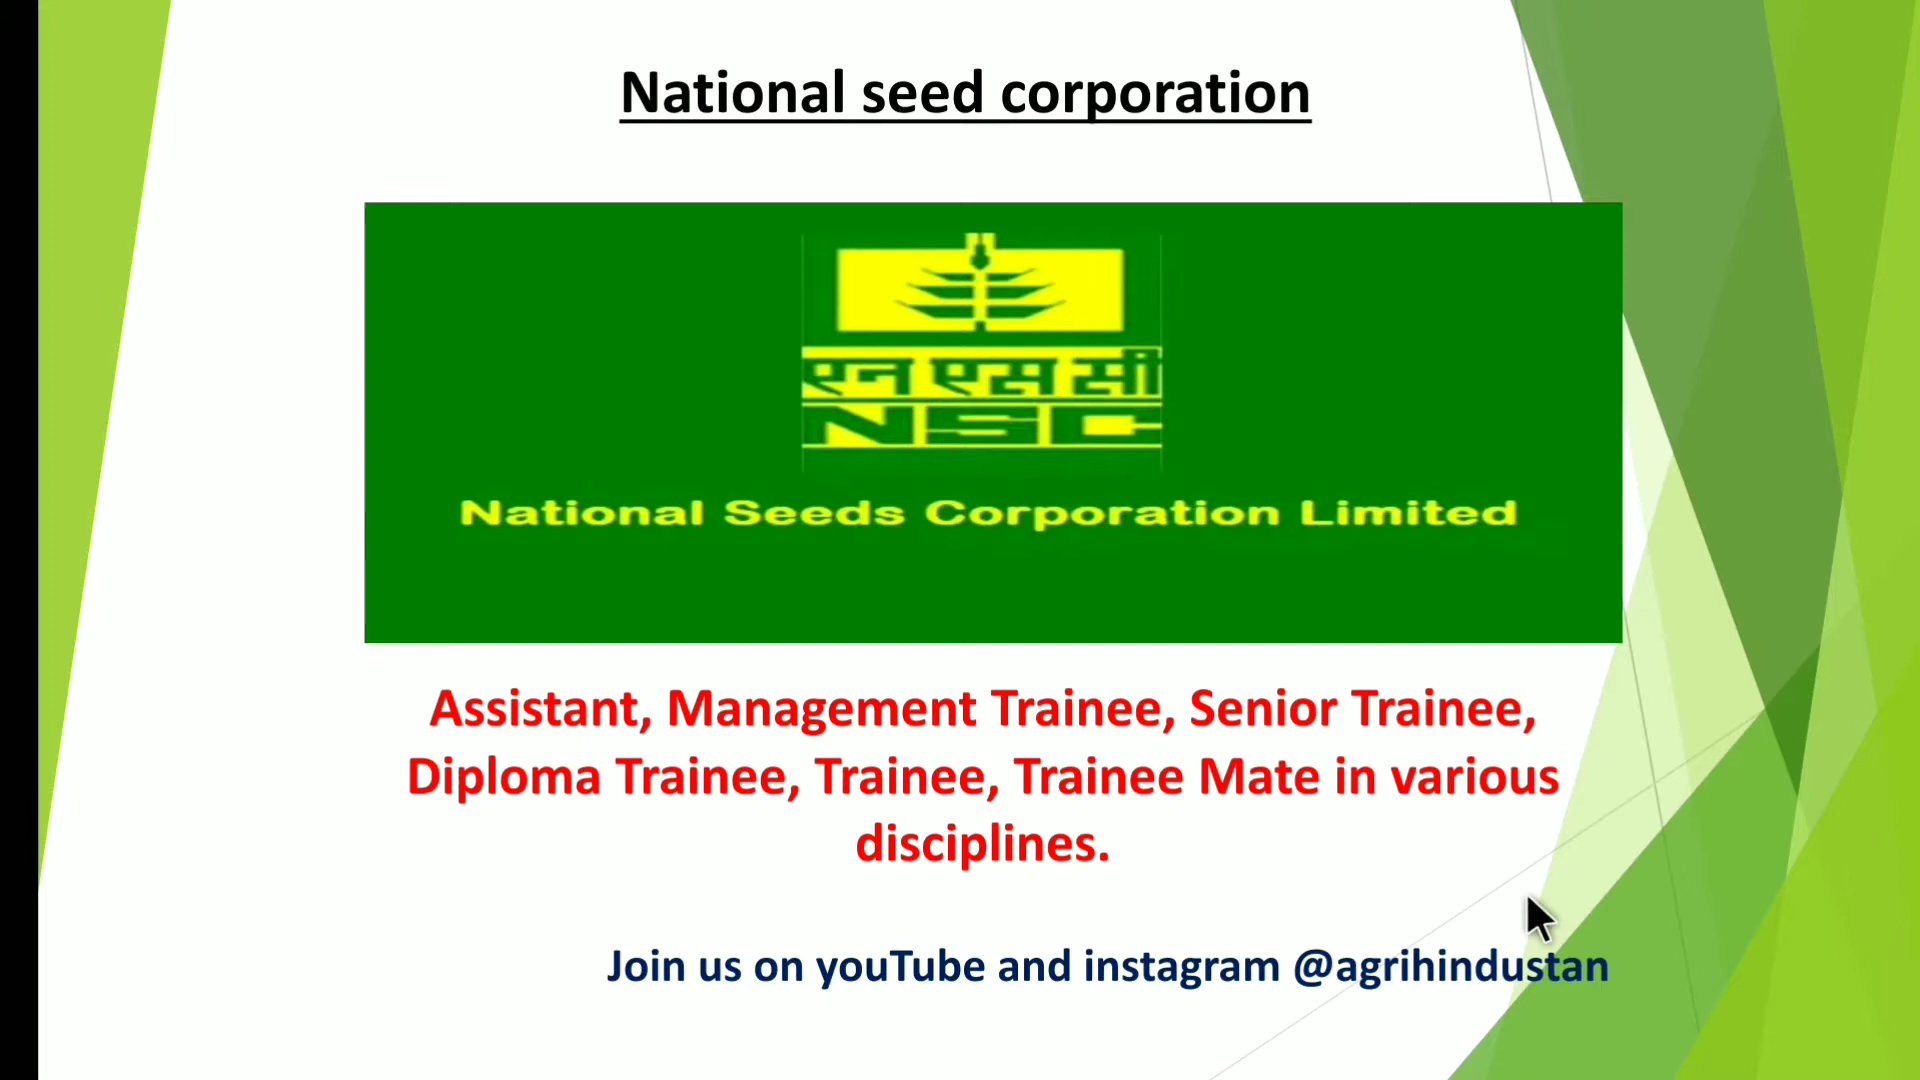 National seed corporation
एन एस सी
NSC
National Seeds Corporation Limited
Assistant, Management Trainee, Senior Trainee,
Diploma Trainee, Trainee, Trainee Mate in various
disciplines.
Join us on youTube and instagram @agrihindustan